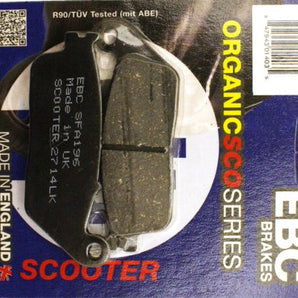 R90/TÜV Tested (mit ABE)
EBC SFA196
Made in UK
SCOOTER 2714LK
ORGANIC SCO SERIES
EBC
BRAKES
MADE IN ENGLAND
SCOOTER